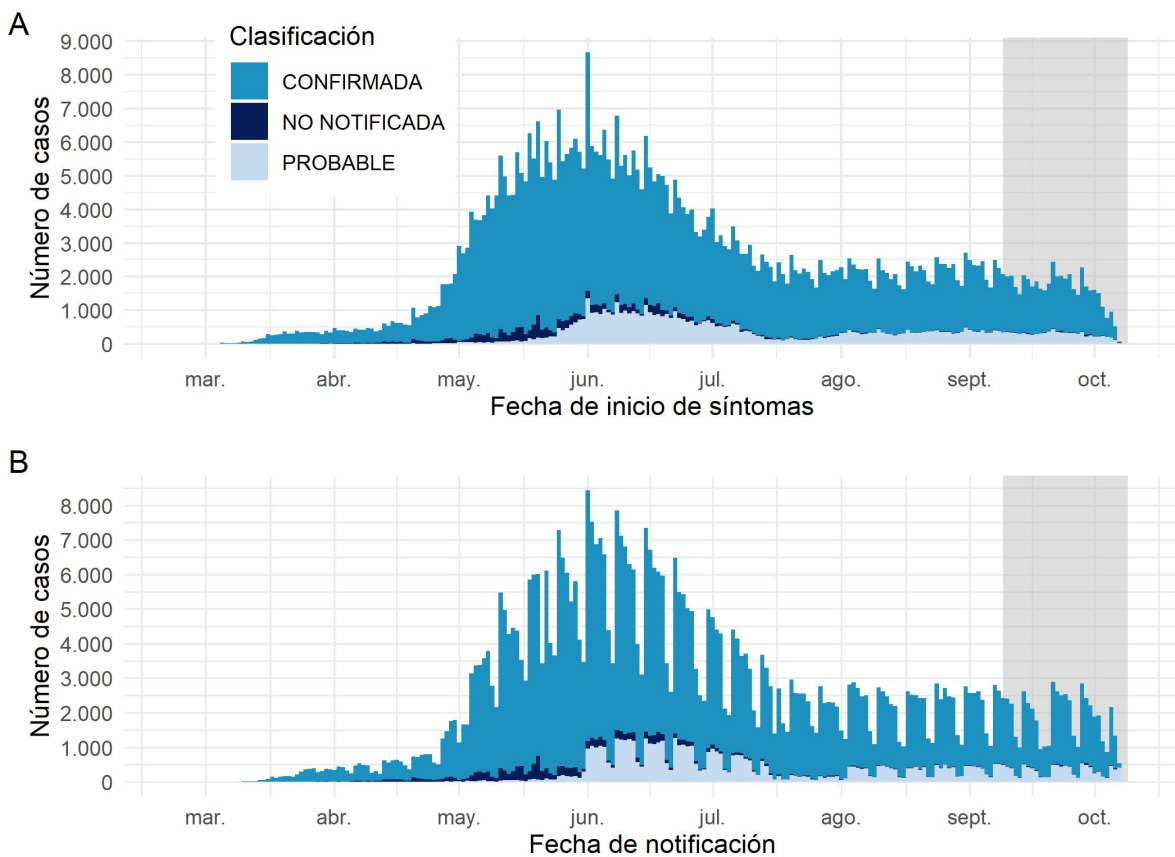 A
Clasificación
CONFIRMADA
NO NOTIFICADA
PROBABLE
Número de casos
9.000
8.000
7.000
6.000
5.000
4.000
3.000
2.000
1.000
0
mar. abr. may. jun. jul. ago. sept. oct.
Fecha de inicio de síntomas
B
Número de casos
8.000
7.000
6.000
5.000
4.000
3.000
2.000
1.000
0
mar. abr. may. jun. jul. ago. sept. oct.
Fecha de notificación